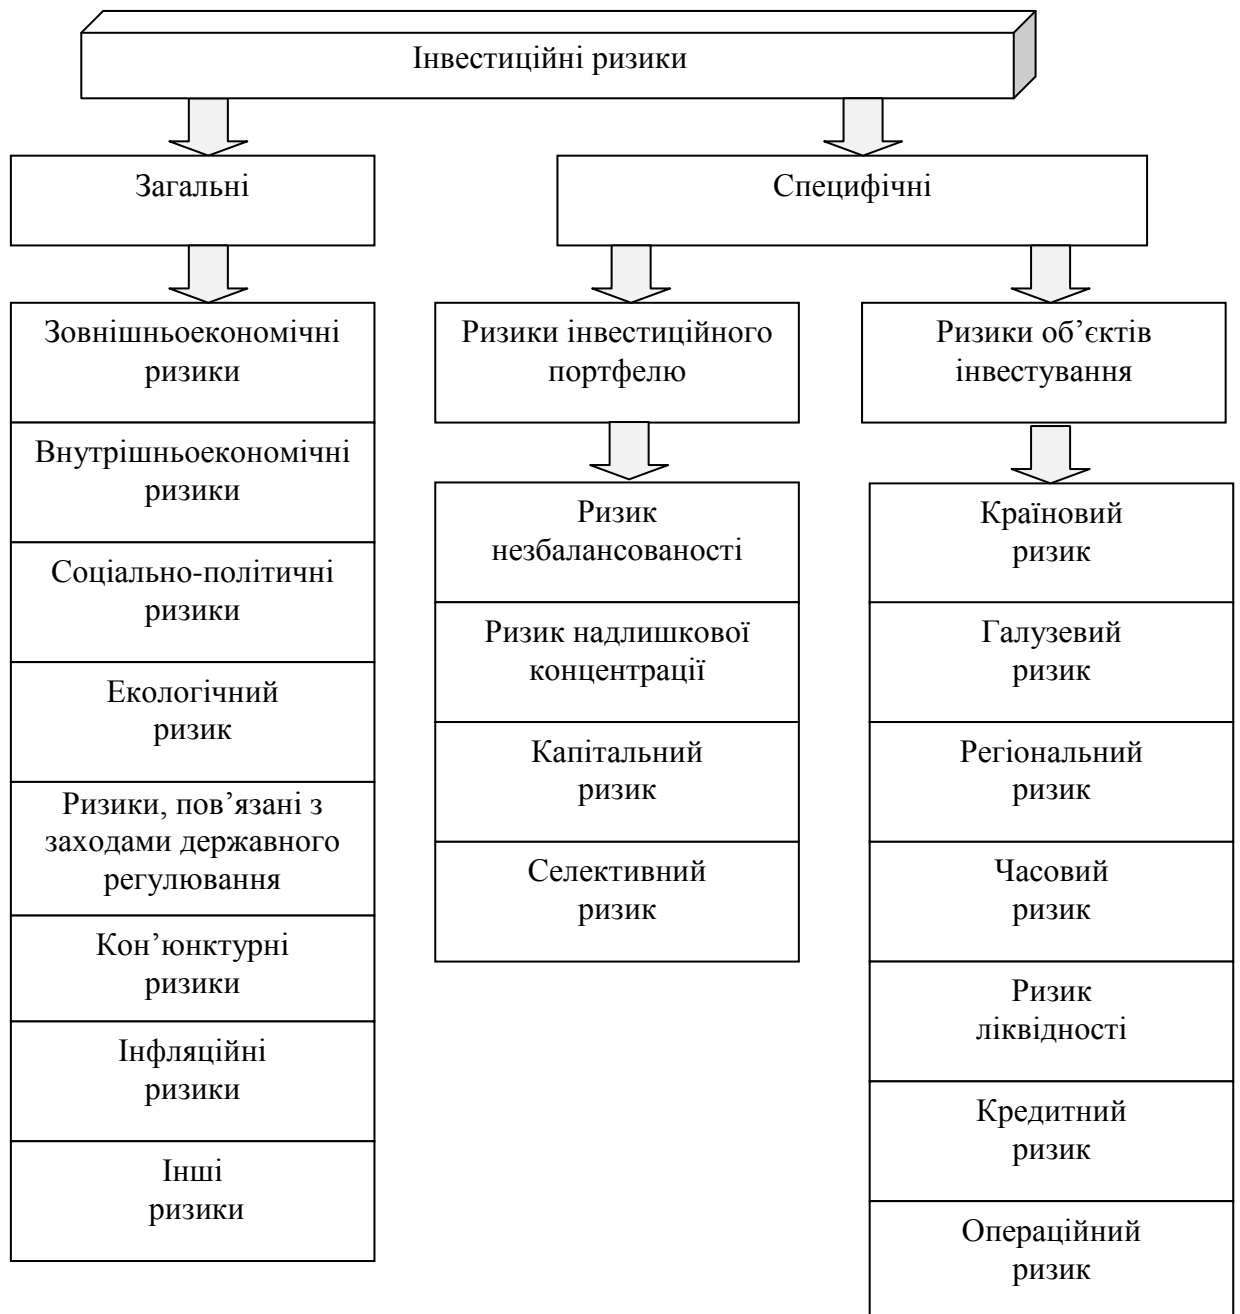 Інвестиційні ризики
Загальні
Специфічні
Зовнішньоекономічні
ризики
Внутрішньоекономічні
ризики
Соціально-політичні
ризики
Екологічний
ризик
Ризики, пов’язані з
заходами державного
регулювання
Кон’юнктурні
ризики
Інфляційні
ризики
Інші
ризики
Ризики інвестиційного
портфелю
Ризик
незбалансованості
Ризик надлишкової
концентрації
Капітальний
ризик
Селективний
ризик
Ризики об’єктів
інвестування
Країновий
ризик
Галузевий
ризик
Регіональний
ризик
Часовий
ризик
Ризик
ліквідності
Кредитний
ризик
Операційний
ризик